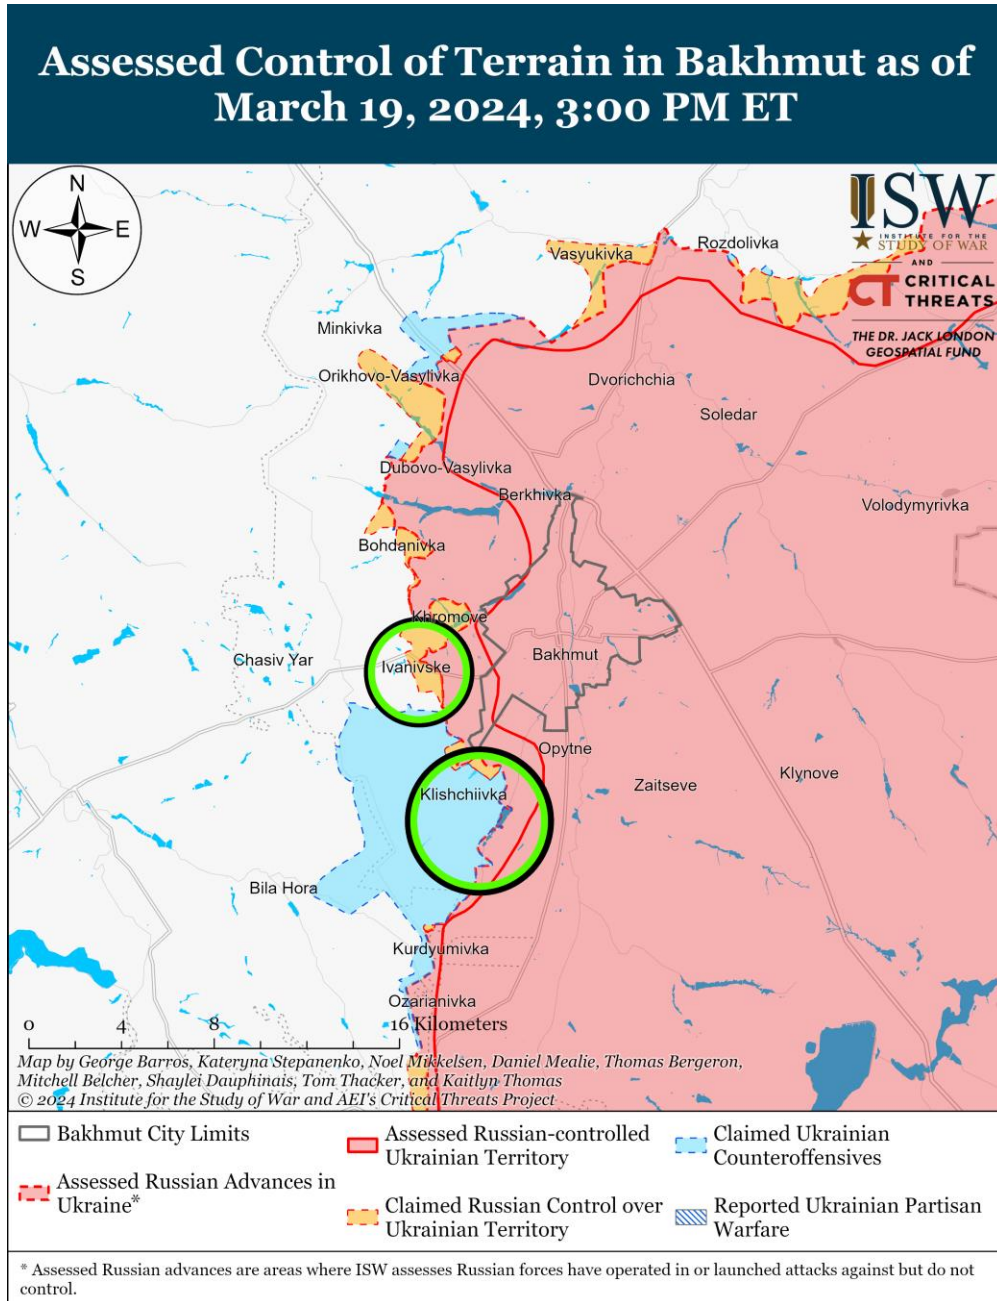 Assessed Control of Terrain in Bakhmut as of
March 19, 2024, 3:00 PM ET
N
W
E
S
ISW
INSTITUTE FOR THE
STUDY OF WAR
AND
CT CRITICAL
THREATS
THE DR. JACK LONDON
GEOSPATIAL FUND
Rozdolivka
Vasyukivka
Minkivka
Orikhovo-Vasylivka
Dvorichchia
Soledar
Dubovo-Vasylivka
Berkhivka
Volodymyrivka
Bohdanivka
Khromove
Chasiv Yar
Ivanivske
Bakhmut
Opytne
Klynove
Zaitseve
Klishchiivka
Bila Hora
Kurdyumivka
Ozarianivka
0 4 8 16 Kilometers
Map by George Barros, Kateryna Stepanenko, Noel Mikkelsen, Daniel Mealie, Thomas Bergeron,
Mitchell Belcher, Shaylei Dauphinais, Tom Thacker, and Kaitlyn Thomas
© 2024 Institute for the Study of War and AEI's Critical Threats Project
Bakhmut City Limits
Assessed Russian Advances in
Ukraine*
Assessed Russian-controlled
Ukrainian Territory
Claimed Russian Control over
Ukrainian Territory
Claimed Ukrainian
Counteroffensives
Reported Ukrainian Partisan
Warfare
* Assessed Russian advances are areas where ISW assesses Russian forces have operated in or launched attacks against but do not
control.